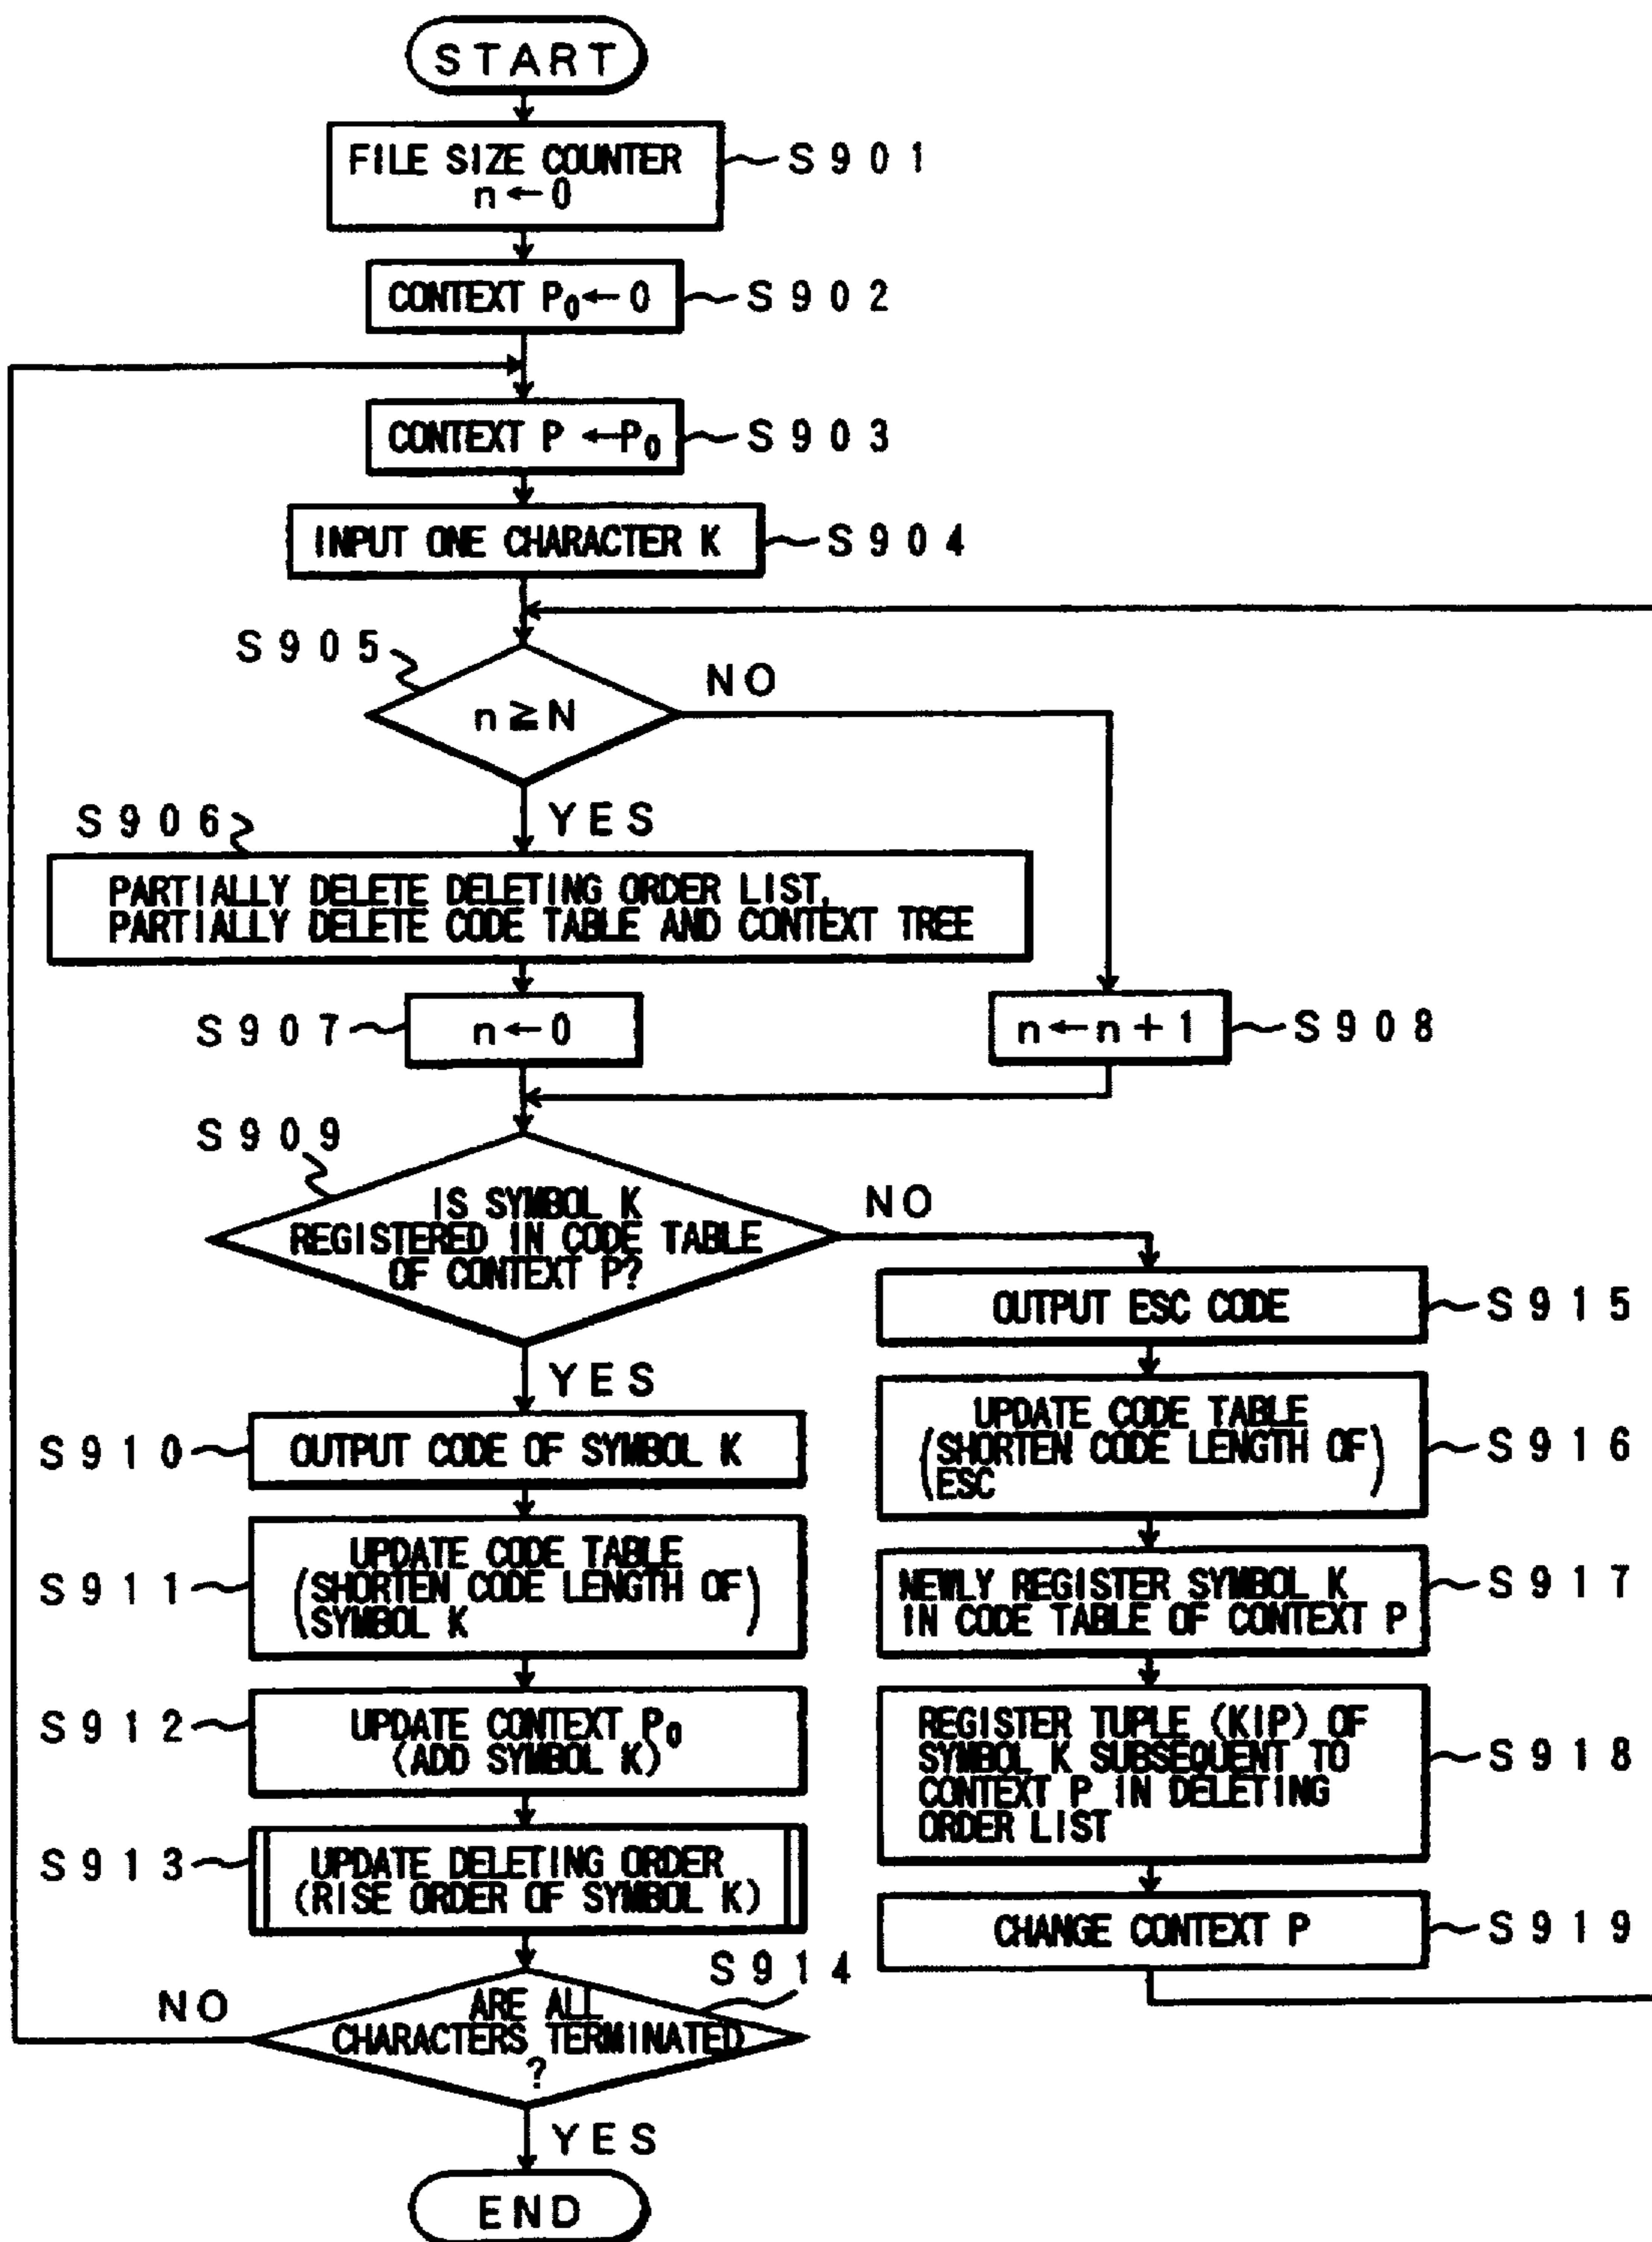 START
FILE SIZE COUNTER
n←0
S901
CONTEXT P₀←0
S902
CONTEXT P ←P₀
S903
INPUT ONE CHARACTER K
S904
S905
n≧N
NO
YES
S906
PARTIALLY DELETE DELETING ORDER LIST,
PARTIALLY DELETE CODE TABLE AND CONTEXT TREE
S907
n←0
n←n+1
S908
S909
IS SYMBOL K
REGISTERED IN CODE TABLE
OF CONTEXT P?
NO
YES
S910
OUTPUT CODE OF SYMBOL K
S911
UPDATE CODE TABLE
(SHORTEN CODE LENGTH OF
SYMBOL K)
S912
UPDATE CONTEXT P₀
(ADD SYMBOL K)
S913
UPDATE DELETING ORDER
(RISE ORDER OF SYMBOL K)
S914
ARE ALL
CHARACTERS TERMINATED
?
NO
YES
END
OUTPUT ESC CODE
S915
UPDATE CODE TABLE
(SHORTEN CODE LENGTH OF
ESC)
S916
NEWLY REGISTER SYMBOL K
IN CODE TABLE OF CONTEXT P
S917
REGISTER TUPLE (KIP) OF
SYMBOL K SUBSEQUENT TO
CONTEXT P IN DELETING
ORDER LIST
S918
CHANGE CONTEXT P
S919